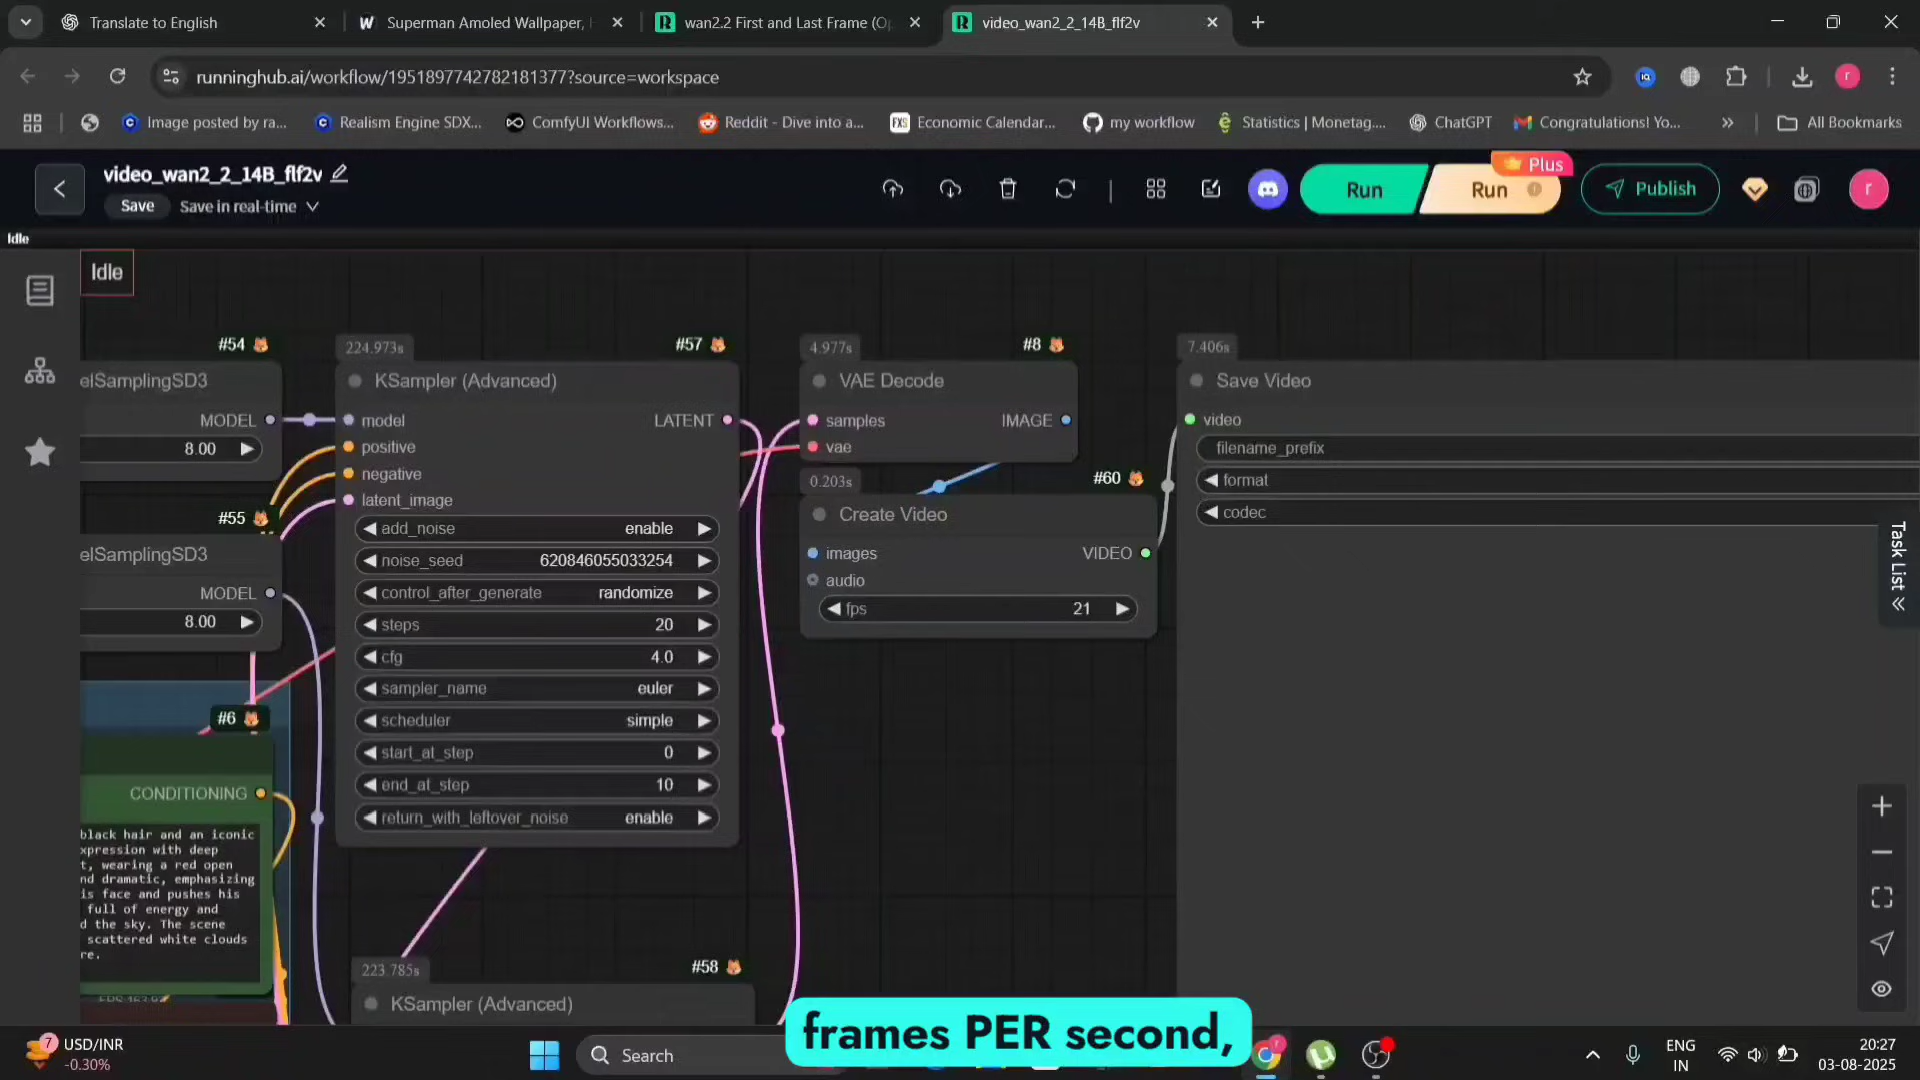 Translate to English
Superman Amoled Wallpaper,
wan2.2 First and Last Frame (Op
video_wan2_2_14B_flf2v
runninghub.ai/workflow/1951897742782181377?source=workspace
r
Image posted by ra...
Realism Engine SDX...
ComfyUI Workflows...
Reddit - Dive into a...
FXS
Economic Calendar...
my workflow
Statistics | Monetag....
ChatGPT
Congratulations! Yo...
All Bookmarks
video_wan2_2_14B_flf2v
Save
Save in real-time
Run
Run
Plus
Publish
r
Idle
Idle
#54
224.973s
#57
4.977s
#8
7.406s
elSamplingSD3
KSampler (Advanced)
VAE Decode
Save Video
MODEL
8.00
model
LATENT
positive
negative
latent_image
samples
IMAGE
vae
video
filename_prefix
format
codec
0.203s
#60
Create Video
images
VIDEO
audio
fps
21
#55
elSamplingSD3
MODEL
8.00
add_noise
enable
noise_seed
620846055033254
control_after_generate
randomize
steps
20
cfg
4.0
sampler_name
euler
scheduler
simple
start_at_step
0
end_at_step
10
return_with_leftover_noise
enable
Task List
#6
CONDITIONING
black hair and an iconic
xpression with deep
t, wearing a red open
nd dramatic, emphasizing
is face and pushes his
full of energy and
d the sky. The scene
scattered white clouds
re.
223.785s
#58
KSampler (Advanced)
frames PER second,
7
USD/INR
-0.30%
Search
ENG
IN
20:27
03-08-2025